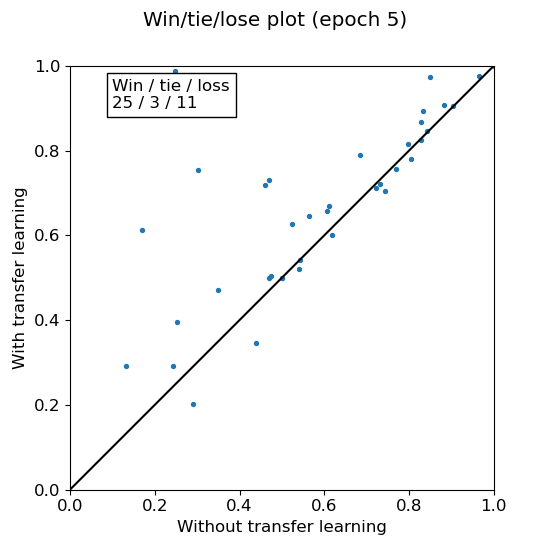 Win/tie/lose plot (epoch 5)
1.0
Win / tie / loss
25 / 3 / 11
0.8
0.6
With transfer learning
0.4
0.2
0.0
0.0 0.2 0.4 0.6 0.8 1.0
Without transfer learning